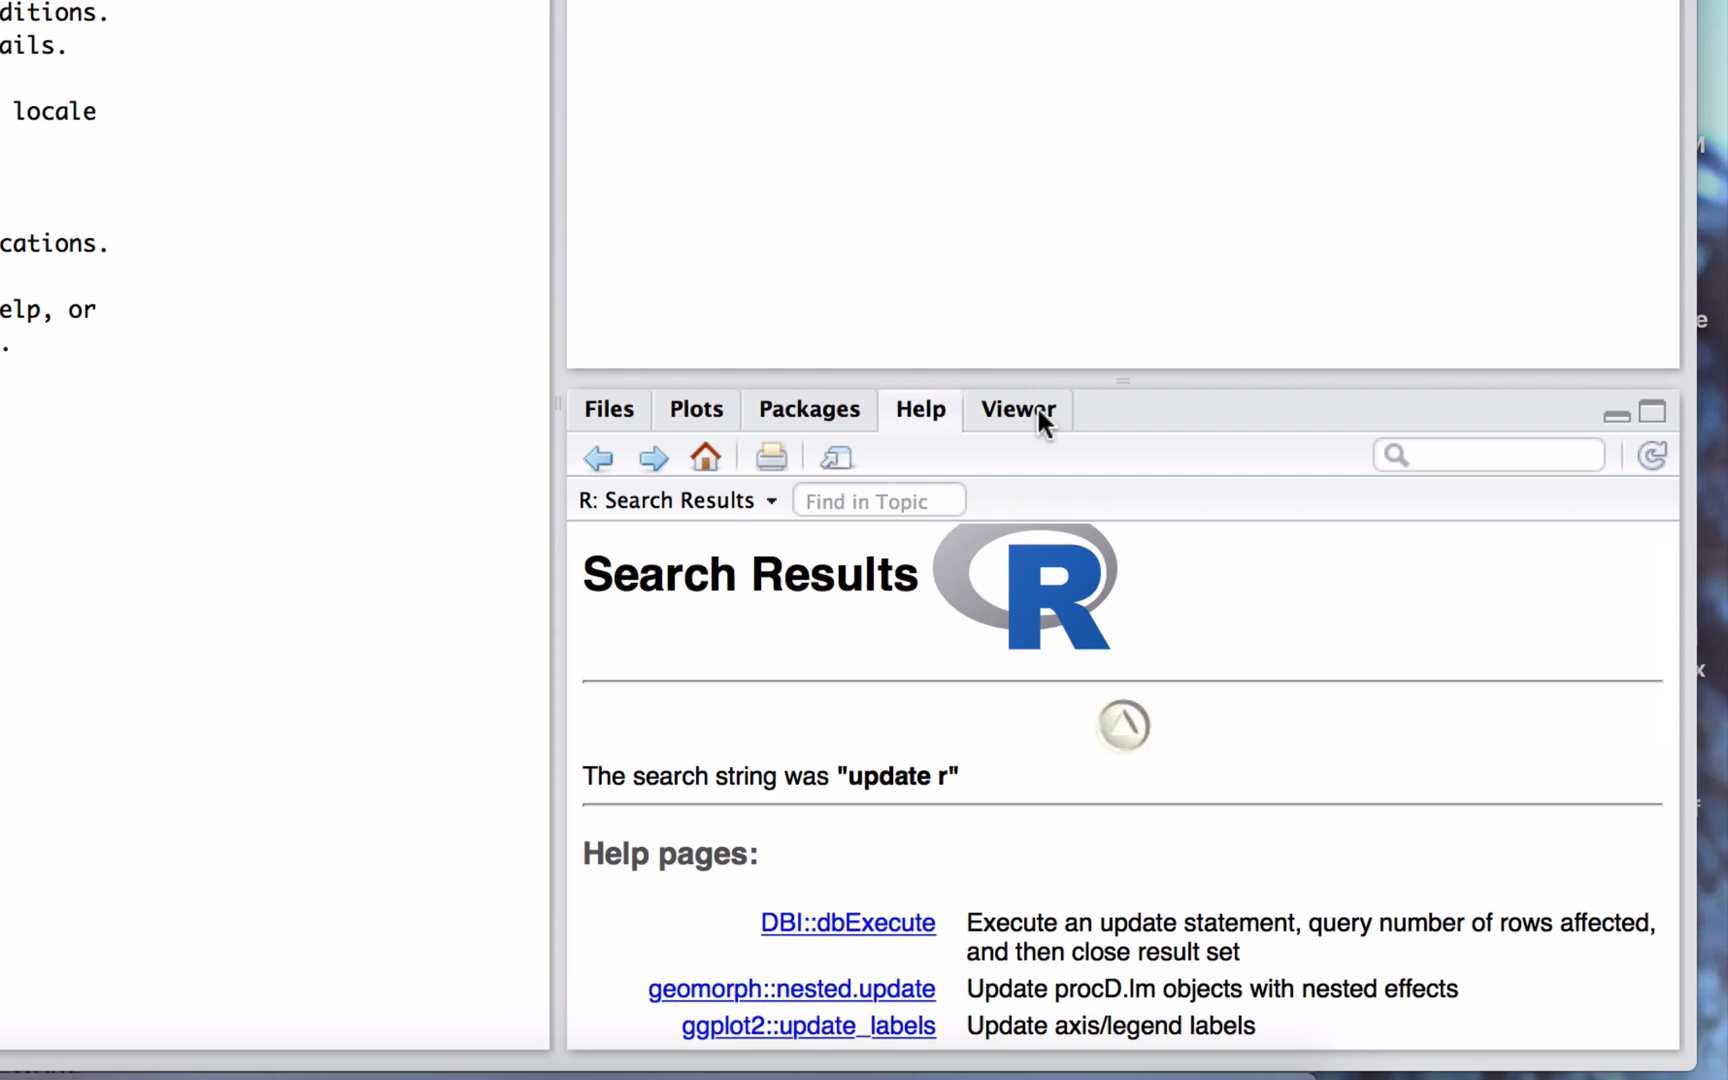 ditions.
ails.
locale
cations.
elp, or
.
Files Plots Packages Help Viewer
R: Search Results Find in Topic
Search Results R
The search string was "update r"
Help pages:
DBI::dbExecute Execute an update statement, query number of rows affected,
and then close result set
geomorph::nested.update Update procD.lm objects with nested effects
ggplot2::update_labels Update axis/legend labels
M
e
x
f